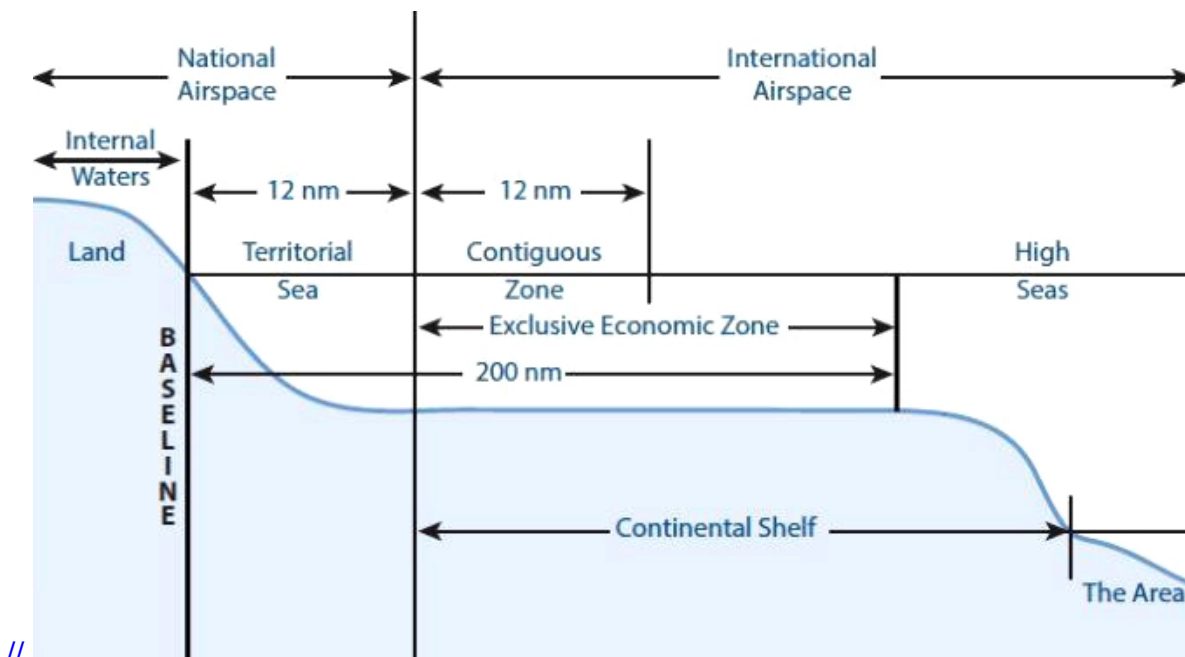 National
Airspace
International
Airspace
Internal
Waters
12 nm
12 nm
Land
Territorial
Sea
Contiguous
Zone
High
Seas
Exclusive Economic Zone
200 nm
BASELINE
Continental Shelf
The Area
//